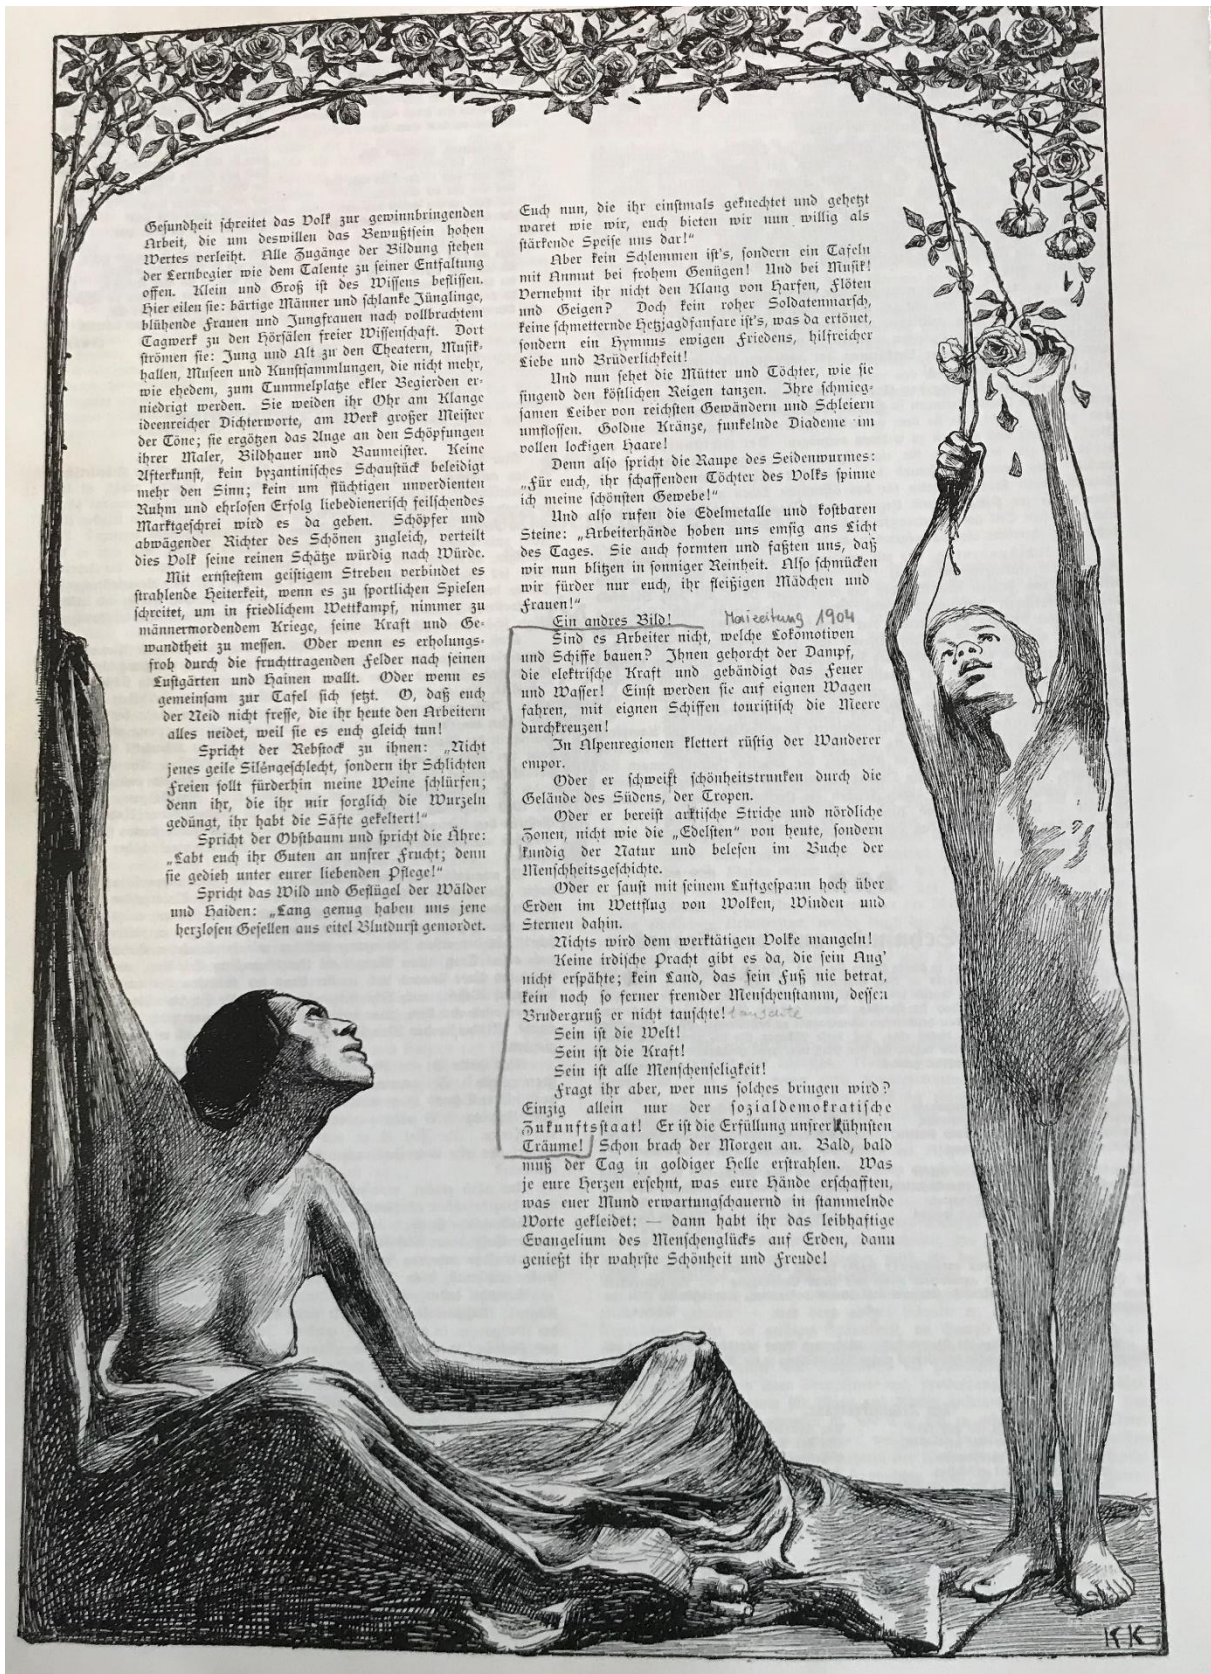 Gesundheit schreitet das Volk zur gewinnbringenden
Arbeit, die um deswillen das Bewußtsein hohen
Wertes verleiht. Alle Zugänge der Bildung stehen
der Lernbegier wie dem Talente zu seiner Entfaltung
offen. Klein und Groß ist des Wissens beflissen.
Hier eilen sie: bärtige Männer und schlanke Jünglinge,
blühende Frauen und Jungfrauen nach vollbrachtem
Tagwerk zu den Hörsälen freier Wissenschaft. Dort
strömen sie: Jung und Alt zu den Theatern, Musik-
hallen, Museen und Kunstsammlungen, die nicht mehr,
wie ehedem, zum Tummelplatze ekler Begierden er-
niedrigt werden. Sie weiden ihr Ohr am Klange
ideenreicher Dichterworte, am Werk großer Meister
der Töne; sie ergötzen das Auge an den Schöpfungen
ihrer Maler, Bildhauer und Baumeister. Keine
Afterkunst, kein byzantinisches Schaustück beleidigt
mehr den Sinn; kein um flüchtigen unverdienten
Ruhm und ehrlosen Erfolg liebedienerisch feilschendes
Marktgeschrei wird es da geben. Schöpfer und
abwägender Richter des Schönen zugleich, verteilt
dies Volk seine reinen Schätze würdig nach Würde.
Mit ernstestem geistigem Streben verbindet es
strahlende Heiterkeit, wenn es zu sportlichen Spielen
schreitet, um in friedlichem Wettkampf, nimmer zu
männermordendem Kriege, seine Kraft und Ge-
wandtheit zu messen. Oder wenn es erholungs-
froh durch die fruchttragenden Felder nach seinen
Lustgärten und Hainen wallt. Oder wenn es
gemeinsam zur Tafel sich setzt. O, daß euch
der Neid nicht fresse, die ihr heute den Arbeitern
alles neidet, weil sie es euch gleich tun!
Spricht der Rebstock zu ihnen: „Nicht
jenes geile Silengeschlecht, sondern ihr Schlichten
Freien sollt fürderhin meine Weine schlürfen;
denn ihr, die ihr mir sorglich die Wurzeln
gedüngt, ihr habt die Säfte gekeltert!“
Spricht der Obstbaum und spricht die Ähre:
„Labt euch ihr Guten an unsrer Frucht; denn
sie gedieh unter eurer liebenden Pflege!“
Spricht das Wild und Geflügel der Wälder
und Haiden: „Lang genug haben uns jene
herzlosen Gesellen aus eitel Blutdurst gemordet.
Euch nun, die ihr einstmals geknechtet und gehetzt
waret wie wir, euch bieten wir nun willig als
stärkende Speise uns dar!“
Aber kein Schlemmen ist's, sondern ein Tafeln
mit Anmut bei frohem Genügen! Und bei Musik!
Vernehmt ihr nicht den Klang von Harfen, Flöten
und Geigen? Doch kein roher Soldatenmarsch,
keine schmetternde Hetzjagdfanfare ist's, was da ertönet,
sondern ein Hymnus ewigen Friedens, hilfreicher
Liebe und Brüderlichkeit!
Und nun sehet die Mütter und Töchter, wie sie
singend den köstlichen Reigen tanzen. Ihre schmieg-
samen Leiber von reichsten Gewändern und Schleiern
umflossen. Goldne Kränze, funkelnde Diademe im
vollen lockigen Haare!
Denn also spricht die Raupe des Seidenwurmes:
„Für euch, ihr schaffenden Töchter des Volks spinne
ich meine schönsten Gewebe!“
Und also rufen die Edelmetalle und kostbaren
Steine: „Arbeiterhände hoben uns emsig ans Licht
des Tages. Sie auch formten und faßten uns, daß
wir nun blitzen in sonniger Reinheit. Also schmücken
wir fürder nur euch, ihr fleißigen Mädchen und
Frauen!“
Ein andres Bild! Maizeitung 1904
Sind es Arbeiter nicht, welche Lokomotiven
und Schiffe bauen? Ihnen gehorcht der Dampf,
die elektrische Kraft und gebändigt das Feuer
und Wasser! Einst werden sie auf eignen Wagen
fahren, mit eignen Schiffen touristisch die Meere
durchkreuzen!
In Alpenregionen klettert rüstig der Wanderer
empor.
Oder er schweift schönheitstrunken durch die
Gelände des Südens, der Tropen.
Oder er bereist arktische Striche und nördliche
Zonen, nicht wie die „Edelsten“ von heute, sondern
kundig der Natur und belesen im Buche der
Menschheitsgeschichte.
Oder er saust mit seinem Luftgespann hoch über
Erden im Wettflug von Wolken, Winden und
Sternen dahin.
Nichts wird dem werktätigen Volke mangeln!
Keine irdische Pracht gibt es da, die sein Aug'
nicht erspähte; kein Land, das sein Fuß nie betrat,
kein noch so ferner fremder Menschenstamm, dessen
Brudergruß er nicht tauschte! tauschte
Sein ist die Welt!
Sein ist die Kraft!
Sein ist alle Menschenseligkeit!
Fragt ihr aber, wer uns solches bringen wird?
Einzig allein nur der sozialdemokratische
Zukunftsstaat! Er ist die Erfüllung unsrer kühnsten
Träume! Schon brach der Morgen an. Bald, bald
muß der Tag in goldiger Helle erstrahlen. Was
je eure Herzen ersehnt, was eure Hände erschafften,
was euer Mund erwartungschauernd in stammelnde
Worte gekleidet: — dann habt ihr das leibhaftige
Evangelium des Menschenglücks auf Erden, dann
genießt ihr wahrste Schönheit und Freude!
KK